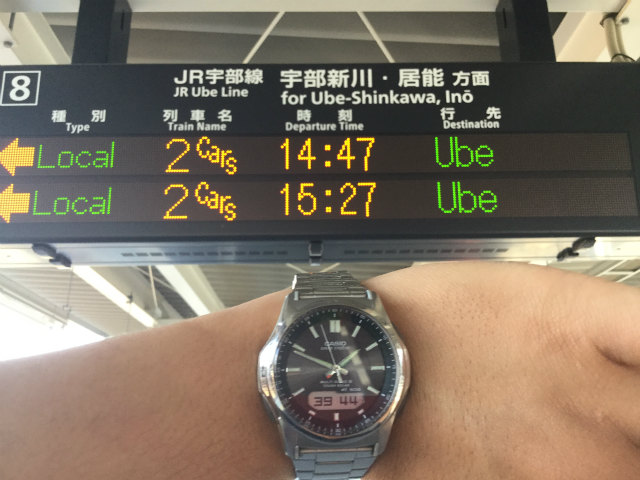 8
JR宇部線 宇部新川・居能 方面
JR Ube Line for Ube-Shinkawa, Inō
種別 列車名 時刻 行先
Type Train Name Departure Time Destination
Local 2 Cars 14:47 Ube
Local 2 Cars 15:27 Ube
CASIO
39 44